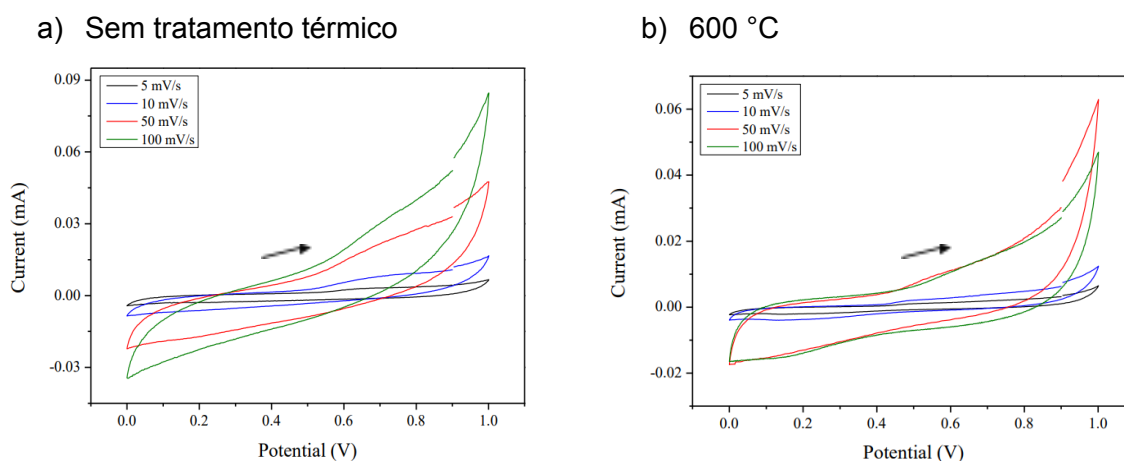 a) Sem tratamento térmico
b) 600 °C
0.09
0.06
0.03
0.00
-0.03
Current (mA)
5 mV/s
10 mV/s
50 mV/s
100 mV/s
0.0 0.2 0.4 0.6 0.8 1.0
Potential (V)
0.06
0.04
0.02
0.00
-0.02
Current (mA)
5 mV/s
10 mV/s
50 mV/s
100 mV/s
0.0 0.2 0.4 0.6 0.8 1.0
Potential (V)